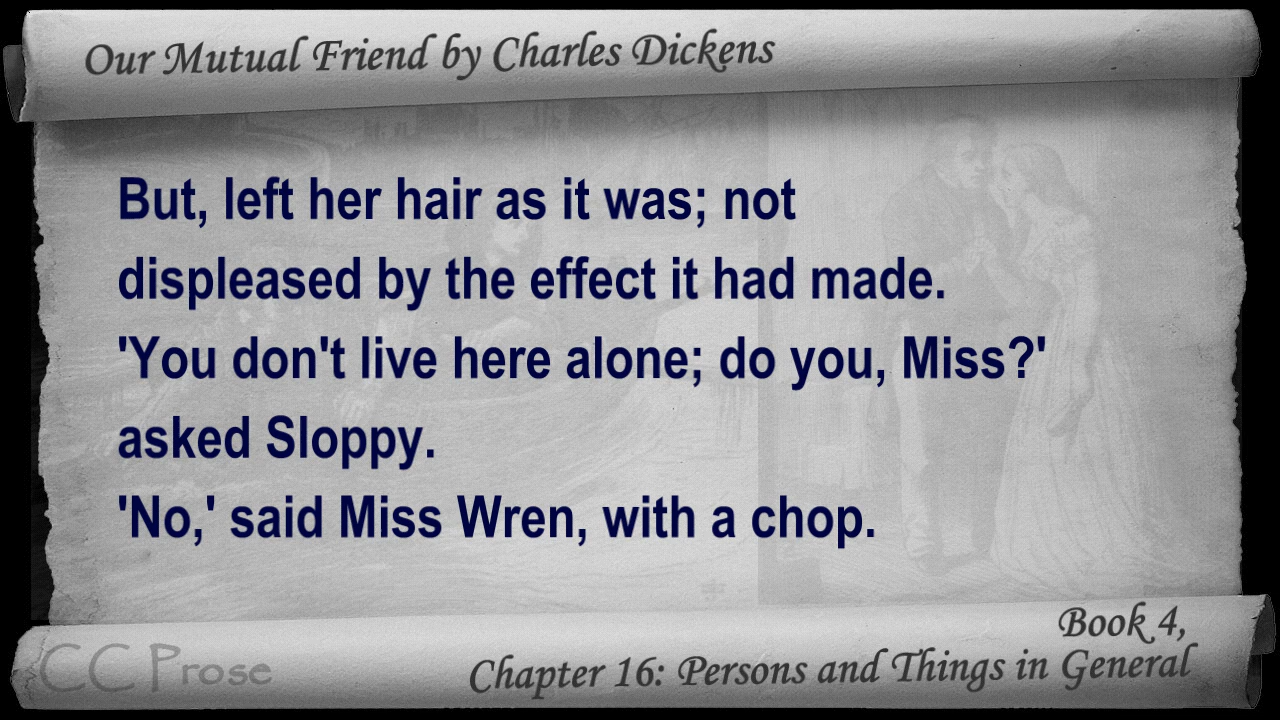 Our Mutual Friend by Charles Dickens
But, left her hair as it was; not
displeased by the effect it had made.
'You don't live here alone; do you, Miss?'
asked Sloppy.
'No,' said Miss Wren, with a chop.
Book 4,
CC Prose
Chapter 16: Persons and Things in General